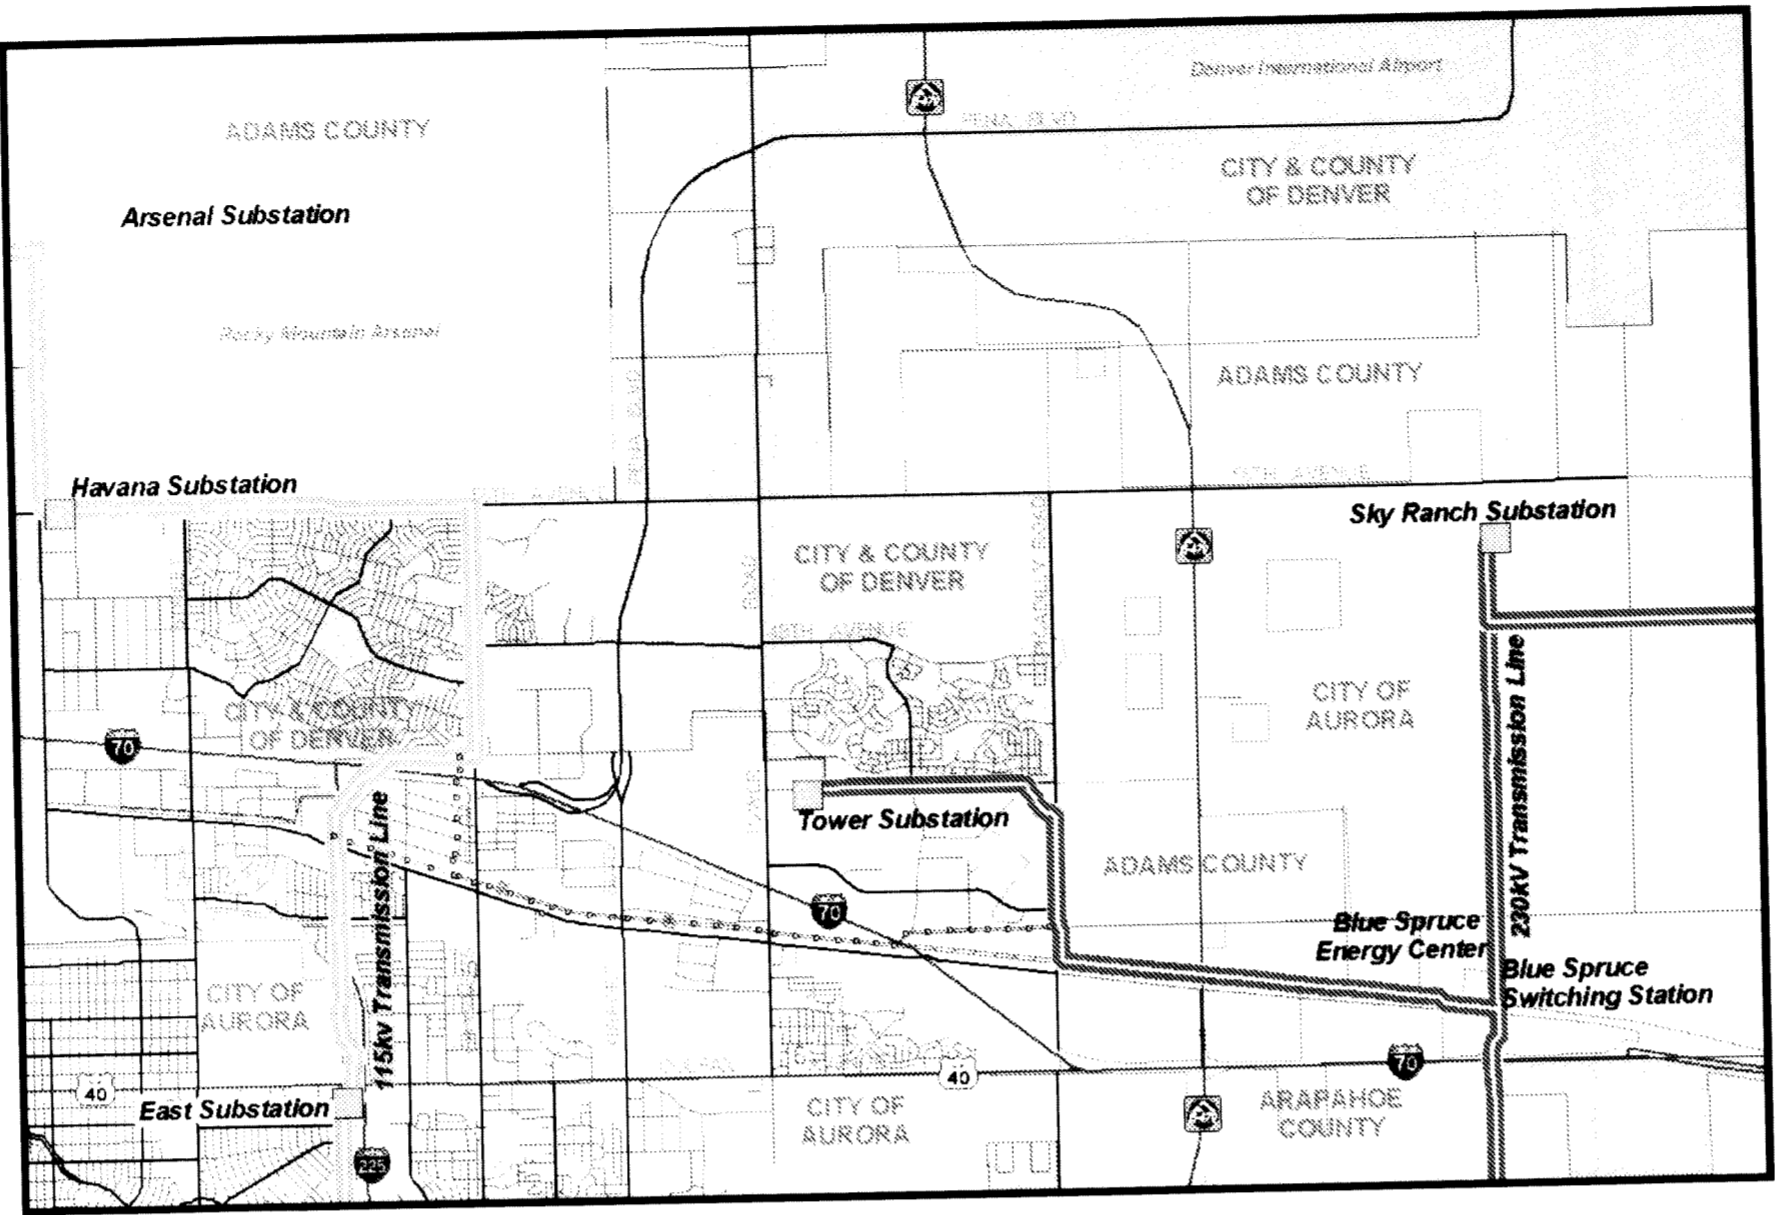 Denver International Airport
ADAMS COUNTY
PENA BLVD
CITY & COUNTY
OF DENVER
Arsenal Substation
Rocky Mountain Arsenal
ADAMS COUNTY
Havana Substation
Sky Ranch Substation
CITY & COUNTY
OF DENVER
AVENUE
CITY OF
AURORA
CITY & COUNTY
OF DENVER
70
230kV Transmission Line
115kv Transmission Line
Tower Substation
ADAMS COUNTY
70
Blue Spruce
Energy Center
Blue Spruce
Switching Station
CITY OF
AURORA
70
40
40
East Substation
CITY OF
AURORA
ARAPAHOE
COUNTY
225